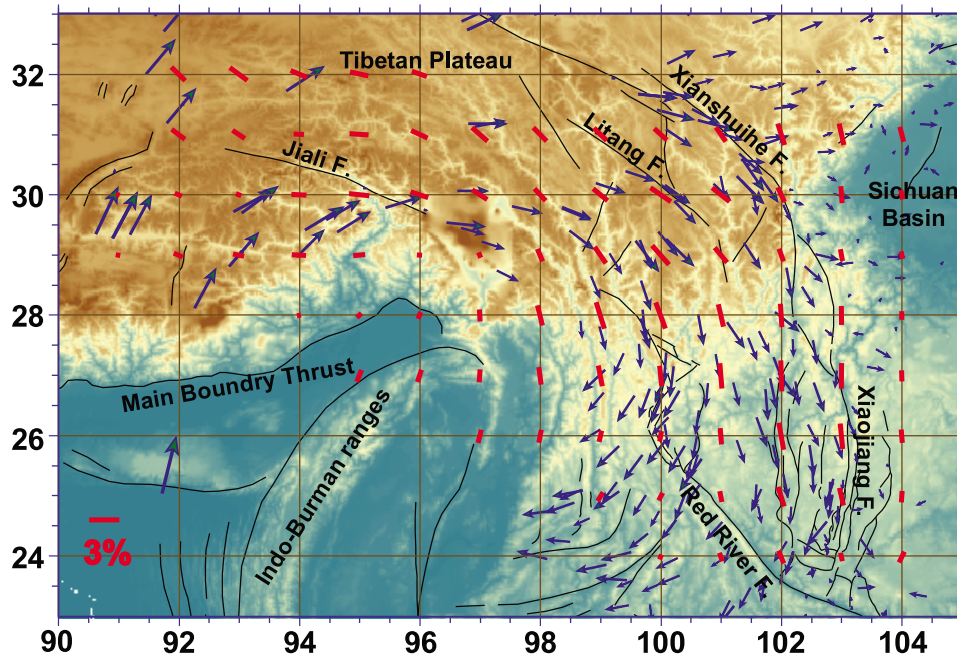 32
30
28
26
24
Tibetan Plateau
Xianshuihe F.
Litang F.
Jiali F.
Sichuan
Basin
Main Boundry Thrust
Indo-Burman ranges
Xiaojiang F.
Red River F.
3%
90 92 94 96 98 100 102 104